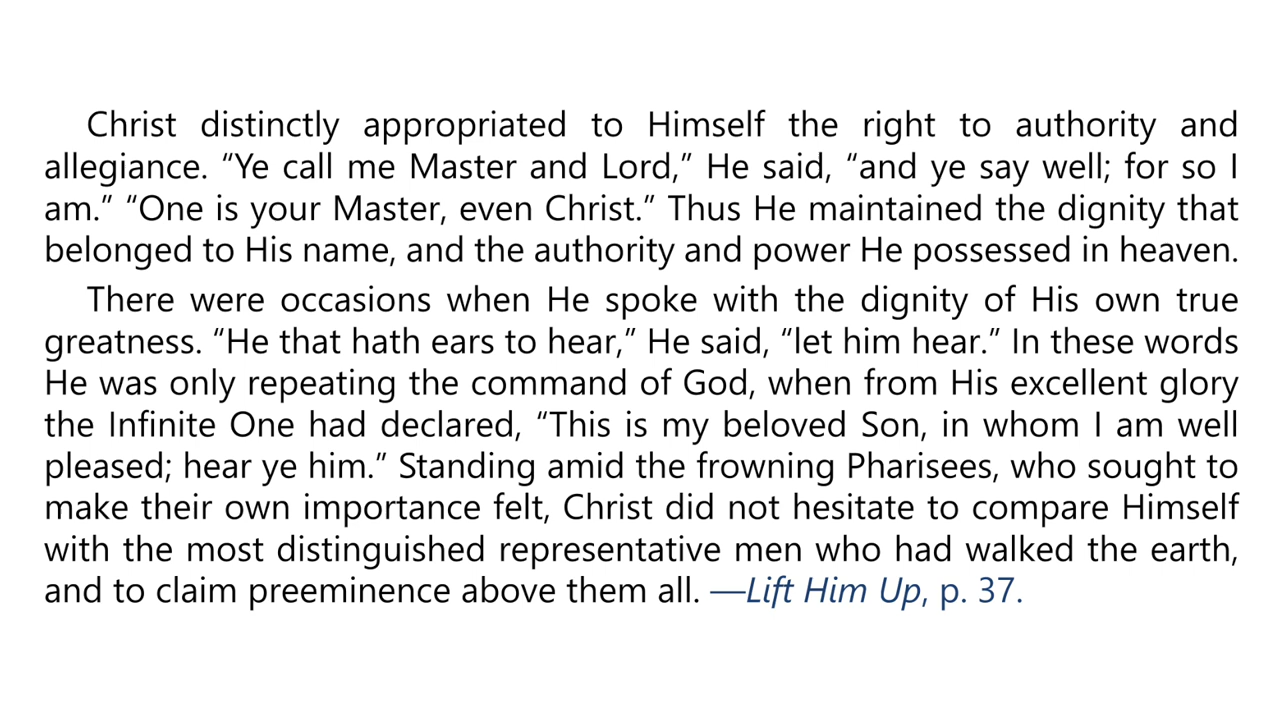 Christ distinctly appropriated to Himself the right to authority and
allegiance. “Ye call me Master and Lord,” He said, “and ye say well; for so I
am.” “One is your Master, even Christ.” Thus He maintained the dignity that
belonged to His name, and the authority and power He possessed in heaven.
There were occasions when He spoke with the dignity of His own true
greatness. “He that hath ears to hear,” He said, “let him hear.” In these words
He was only repeating the command of God, when from His excellent glory
the Infinite One had declared, “This is my beloved Son, in whom I am well
pleased; hear ye him.” Standing amid the frowning Pharisees, who sought to
make their own importance felt, Christ did not hesitate to compare Himself
with the most distinguished representative men who had walked the earth,
and to claim preeminence above them all. —Lift Him Up, p. 37.